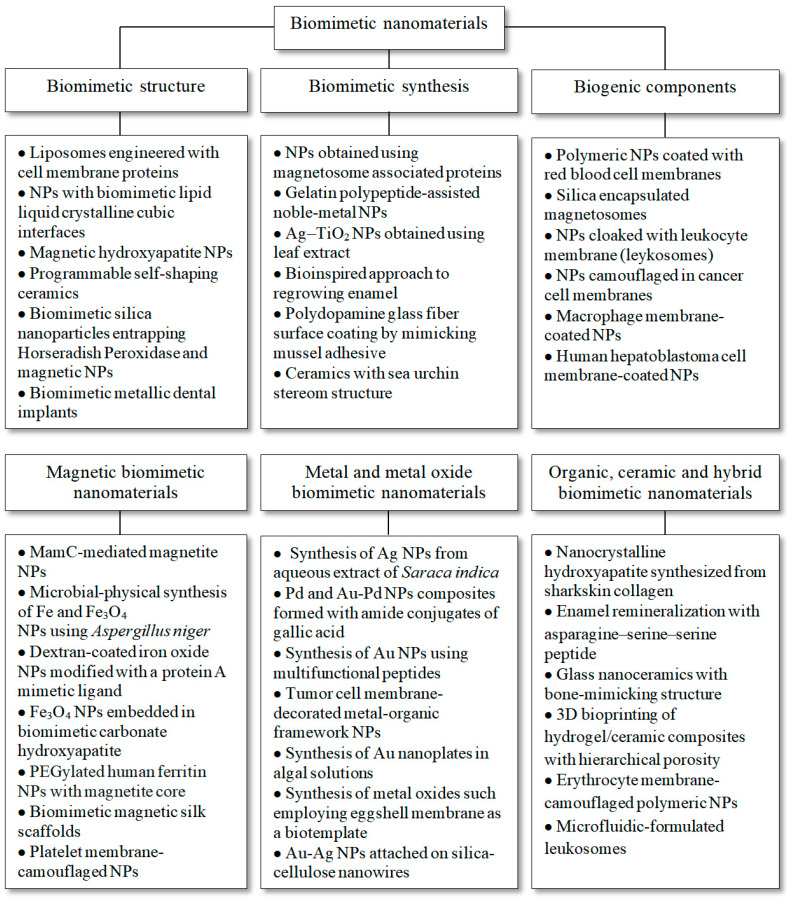 Biomimetic nanomaterials
Biomimetic structure
● Liposomes engineered with
cell membrane proteins
● NPs with biomimetic lipid
liquid crystalline cubic
interfaces
● Magnetic hydroxyapatite NPs
● Programmable self-shaping
ceramics
● Biomimetic silica
nanoparticles entrapping
Horseradish Peroxidase and
magnetic NPs
● Biomimetic metallic dental
implants
Biomimetic synthesis
● NPs obtained using
magnetosome associated proteins
● Gelatin polypeptide-assisted
noble-metal NPs
● Ag–TiO₂ NPs obtained using
leaf extract
● Bioinspired approach to
regrowing enamel
● Polydopamine glass fiber
surface coating by mimicking
mussel adhesive
● Ceramics with sea urchin
stereom structure
Biogenic components
● Polymeric NPs coated with
red blood cell membranes
● Silica encapsulated
magnetosomes
● NPs cloaked with leukocyte
membrane (leykosomes)
● NPs camouflaged in cancer
cell membranes
● Macrophage membrane-
coated NPs
● Human hepatoblastoma cell
membrane-coated NPs
Magnetic biomimetic
nanomaterials
● MamC-mediated magnetite
NPs
● Microbial-physical synthesis
of Fe and Fe₃O₄
NPs using Aspergillus niger
● Dextran-coated iron oxide
NPs modified with a protein A
mimetic ligand
● Fe₃O₄ NPs embedded in
biomimetic carbonate
hydroxyapatite
● PEGylated human ferritin
NPs with magnetite core
● Biomimetic magnetic silk
scaffolds
● Platelet membrane-
camouflaged NPs
Metal and metal oxide
biomimetic nanomaterials
● Synthesis of Ag NPs from
aqueous extract of Saraca indica
● Pd and Au-Pd NPs composites
formed with amide conjugates of
gallic acid
● Synthesis of Au NPs using
multifunctional peptides
● Tumor cell membrane-
decorated metal-organic
framework NPs
● Synthesis of Au nanoplates in
algal solutions
● Synthesis of metal oxides such
employing eggshell membrane as
a biotemplate
● Au-Ag NPs attached on silica-
cellulose nanowires
Organic, ceramic and hybrid
biomimetic nanomaterials
● Nanocrystalline
hydroxyapatite synthesized from
sharkskin collagen
● Enamel remineralization with
asparagine–serine–serine
peptide
● Glass nanoceramics with
bone-mimicking structure
● 3D bioprinting of
hydrogel/ceramic composites
with hierarchical porosity
● Erythrocyte membrane-
camouflaged polymeric NPs
● Microfluidic-formulated
leukosomes